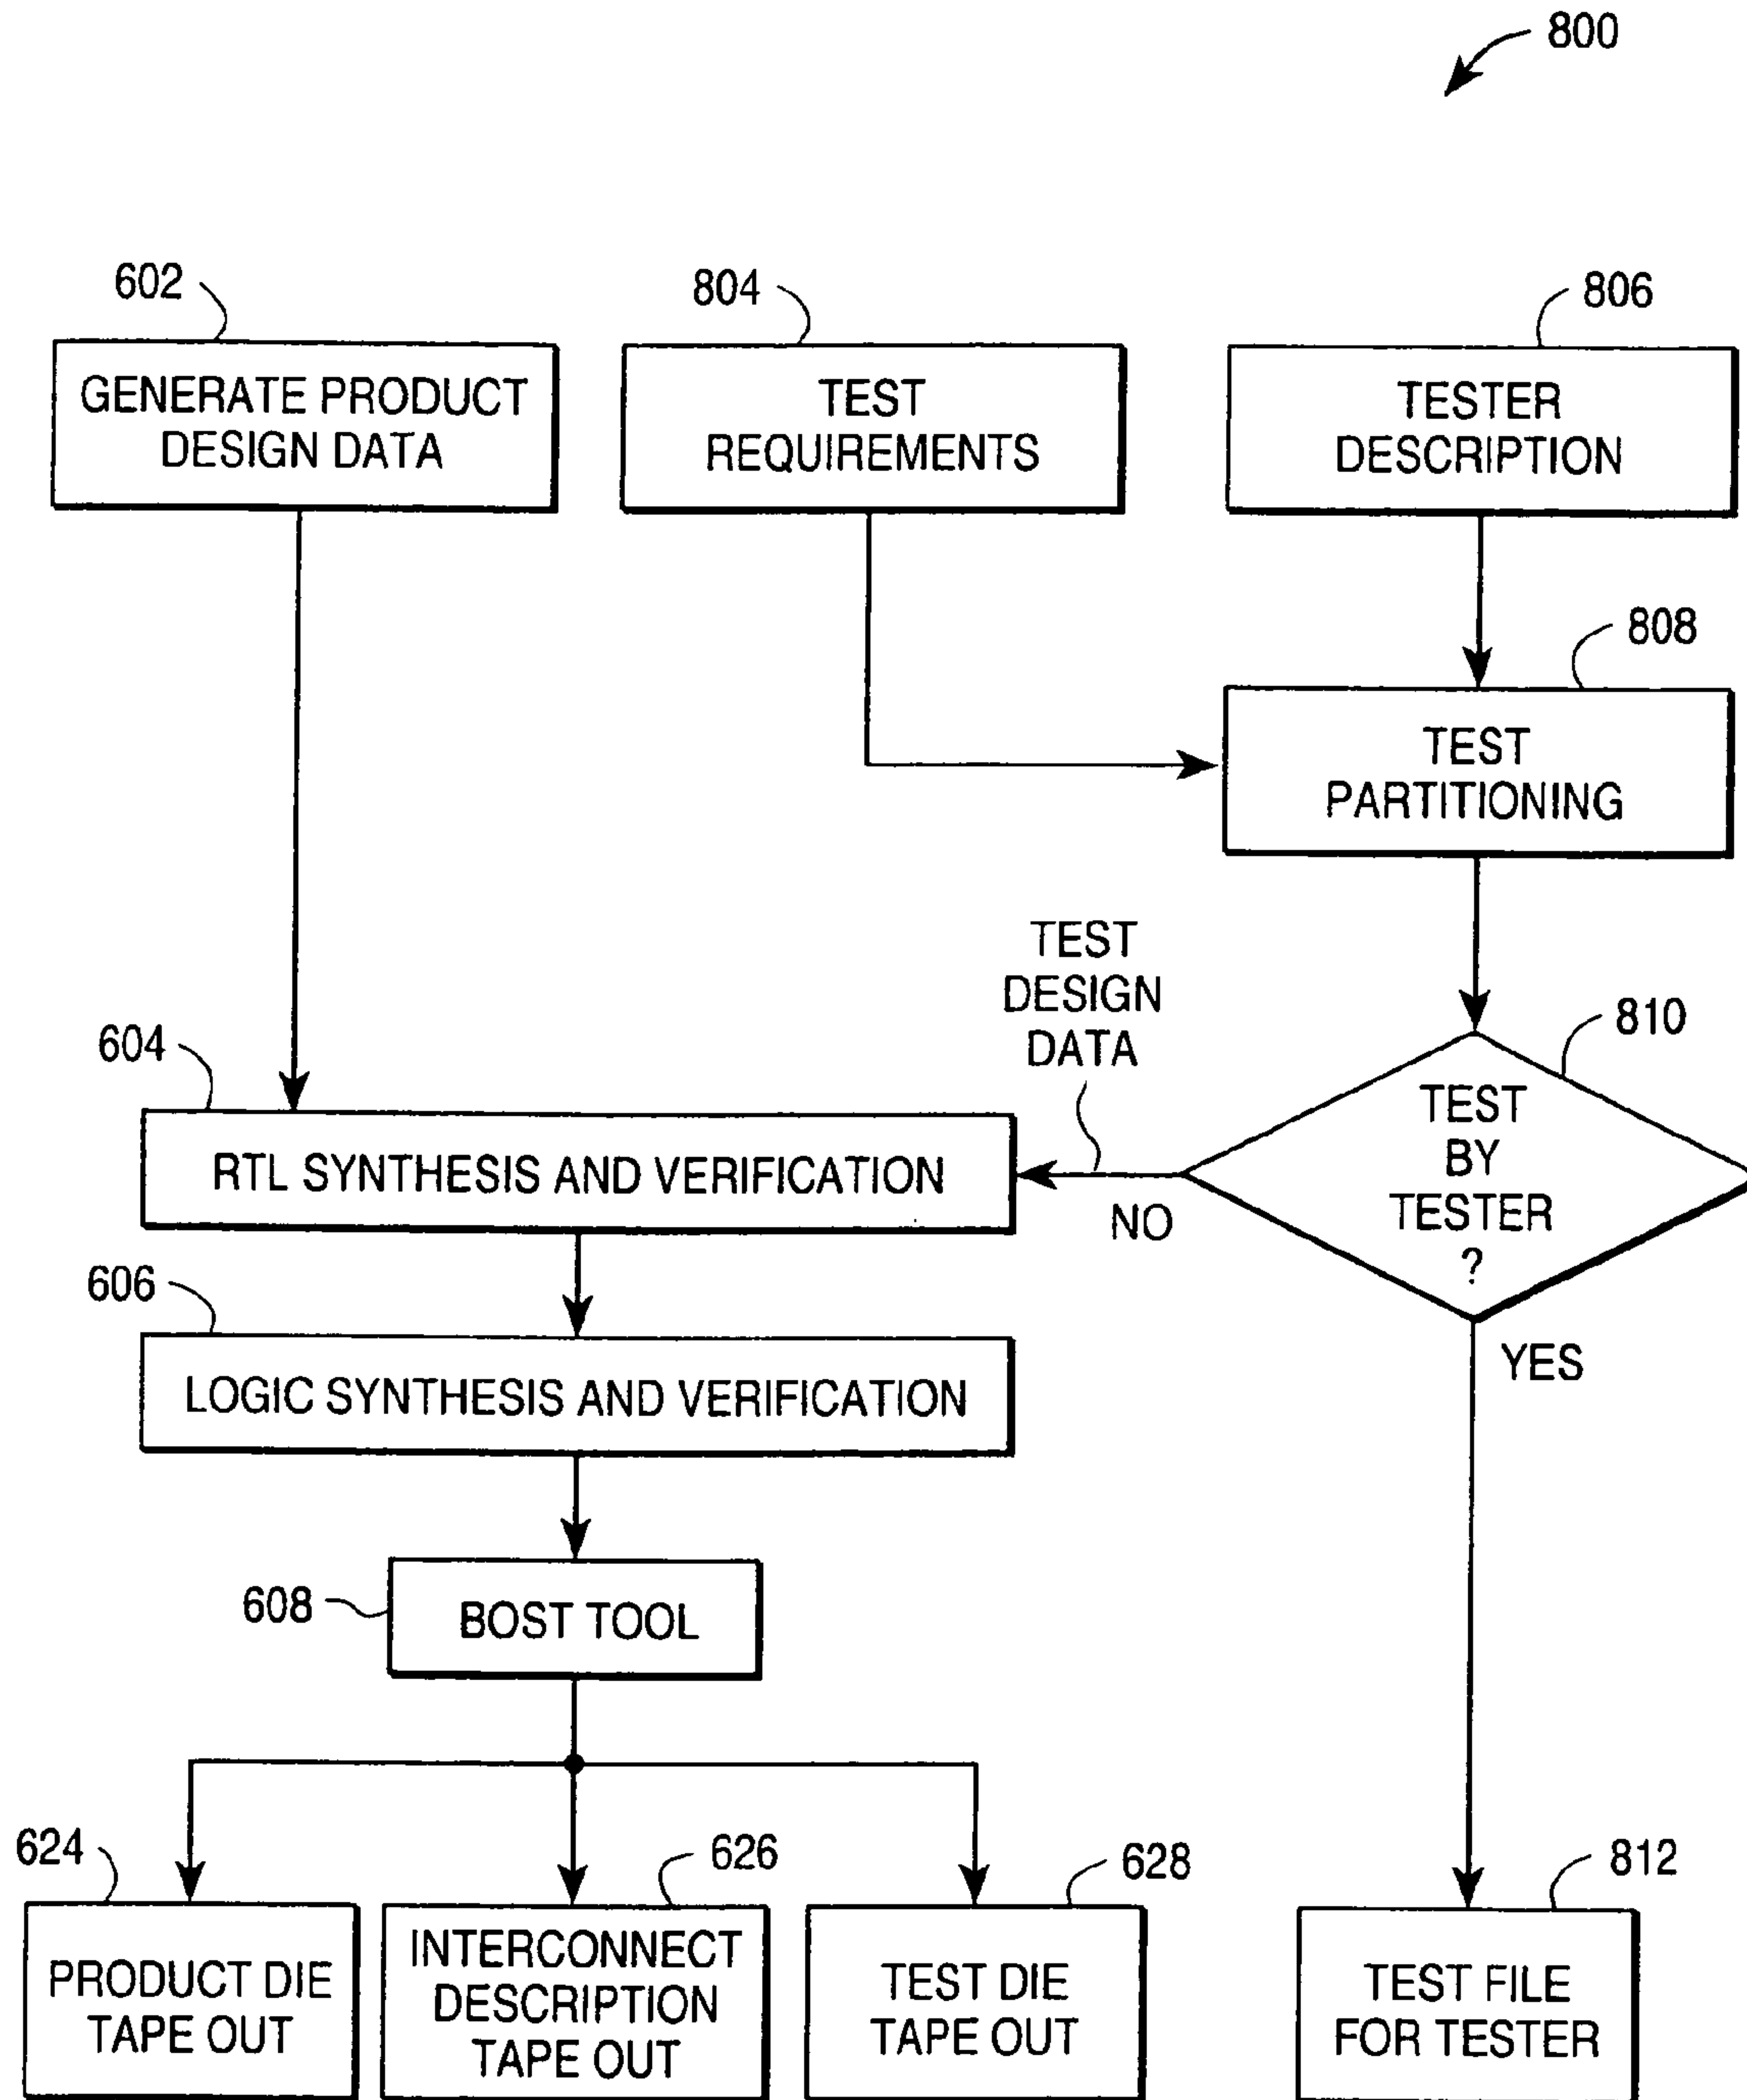 800
602
804
806
GENERATE PRODUCT
DESIGN DATA
TEST
REQUIREMENTS
TESTER
DESCRIPTION
808
TEST
PARTITIONING
TEST
DESIGN
DATA
810
TEST
BY
TESTER
?
604
RTL SYNTHESIS AND VERIFICATION
NO
YES
606
LOGIC SYNTHESIS AND VERIFICATION
608
BOST TOOL
624
626
628
812
PRODUCT DIE
TAPE OUT
INTERCONNECT
DESCRIPTION
TAPE OUT
TEST DIE
TAPE OUT
TEST FILE
FOR TESTER